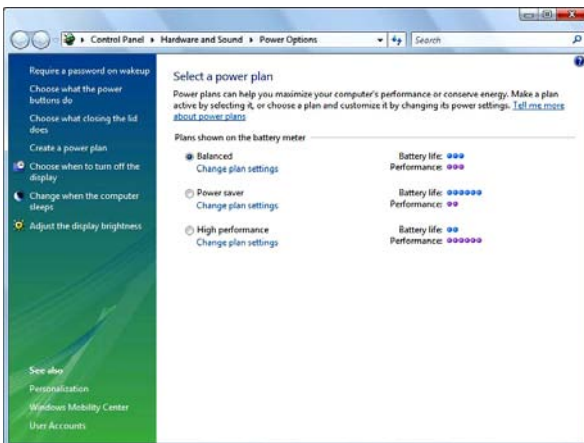 Control Panel ▸ Hardware and Sound ▸ Power Options
Search
Require a password on wakeup
Choose what the power
buttons do
Choose what closing the lid
does
Create a power plan
Choose when to turn off the
display
Change when the computer
sleeps
Adjust the display brightness
See also
Personalization
Windows Mobility Center
User Accounts
Select a power plan
Power plans can help you maximize your computer's performance or conserve energy. Make a plan
active by selecting it, or choose a plan and customize it by changing its power settings. Tell me more
about power plans
Plans shown on the battery meter
Balanced Battery life:
Change plan settings Performance:
Power saver Battery life:
Change plan settings Performance:
High performance Battery life:
Change plan settings Performance: